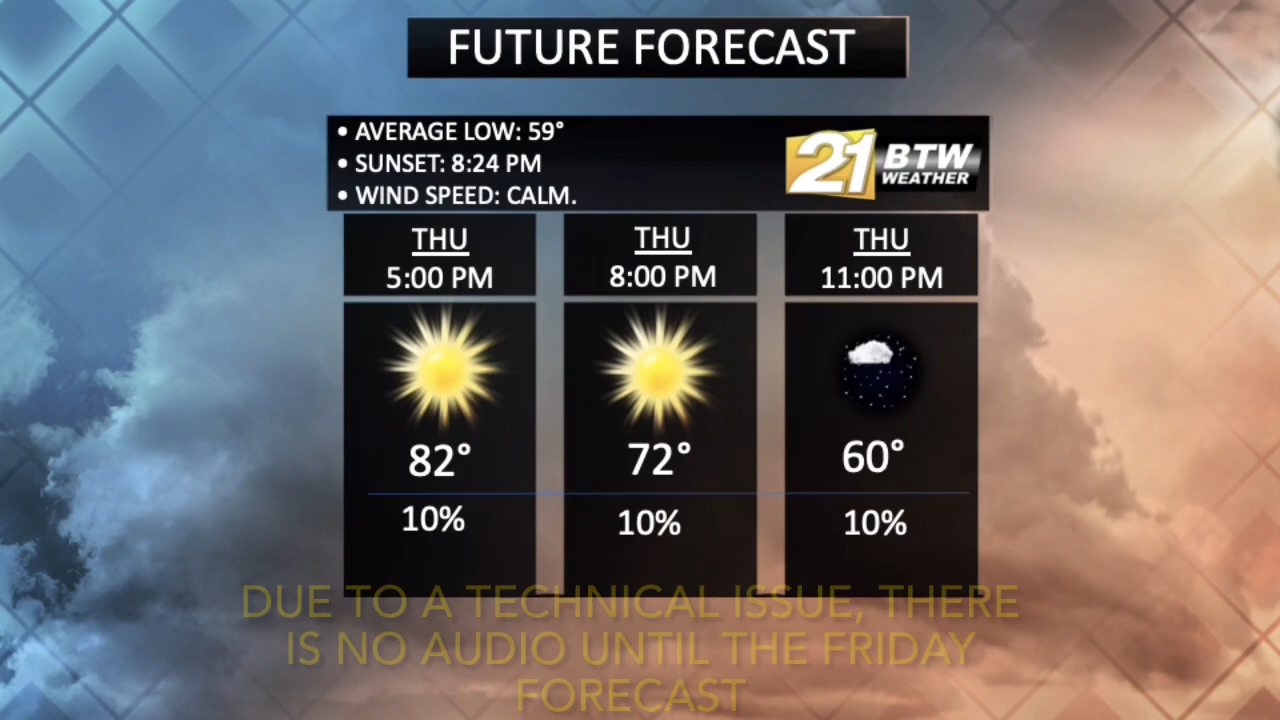 FUTURE FORECAST
• AVERAGE LOW: 59°
• SUNSET: 8:24 PM
• WIND SPEED: CALM.
21 BTW
WEATHER
THU
5:00 PM
82°
10%
THU
8:00 PM
72°
10%
THU
11:00 PM
60°
10%
DUE TO A TECHNICAL ISSUE, THERE
IS NO AUDIO UNTIL THE FRIDAY
FORECAST